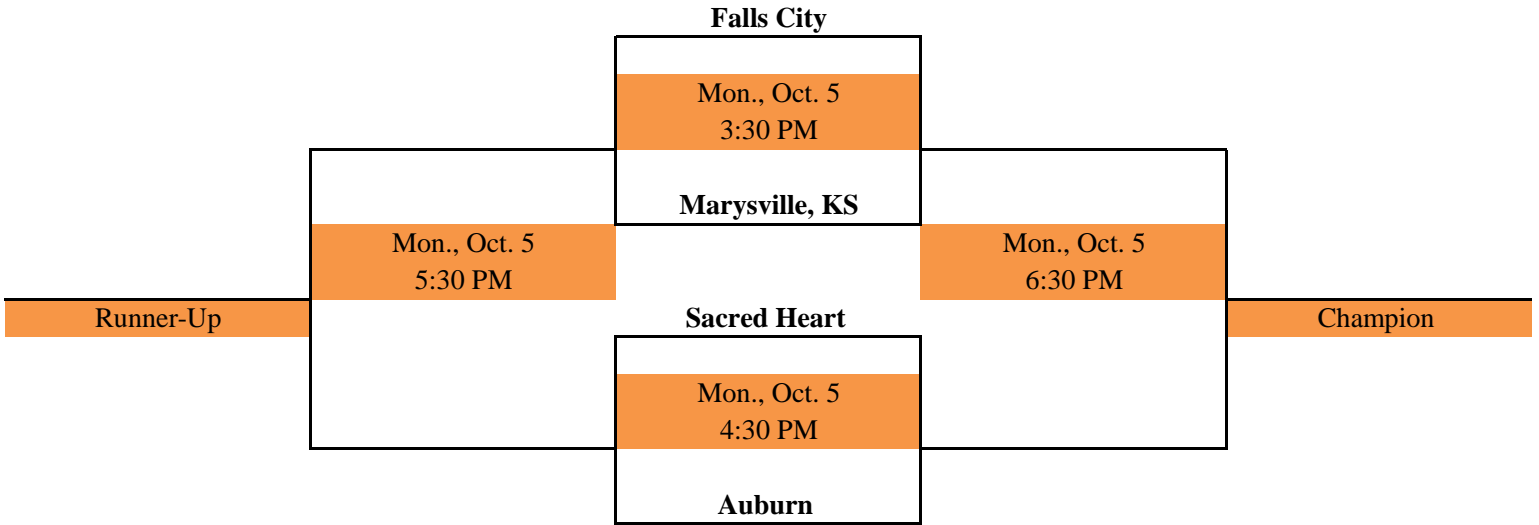 Falls City
Mon., Oct. 5
3:30 PM
Marysville, KS
Mon., Oct. 5
5:30 PM
Mon., Oct. 5
6:30 PM
Runner-Up
Sacred Heart
Champion
Mon., Oct. 5
4:30 PM
Auburn